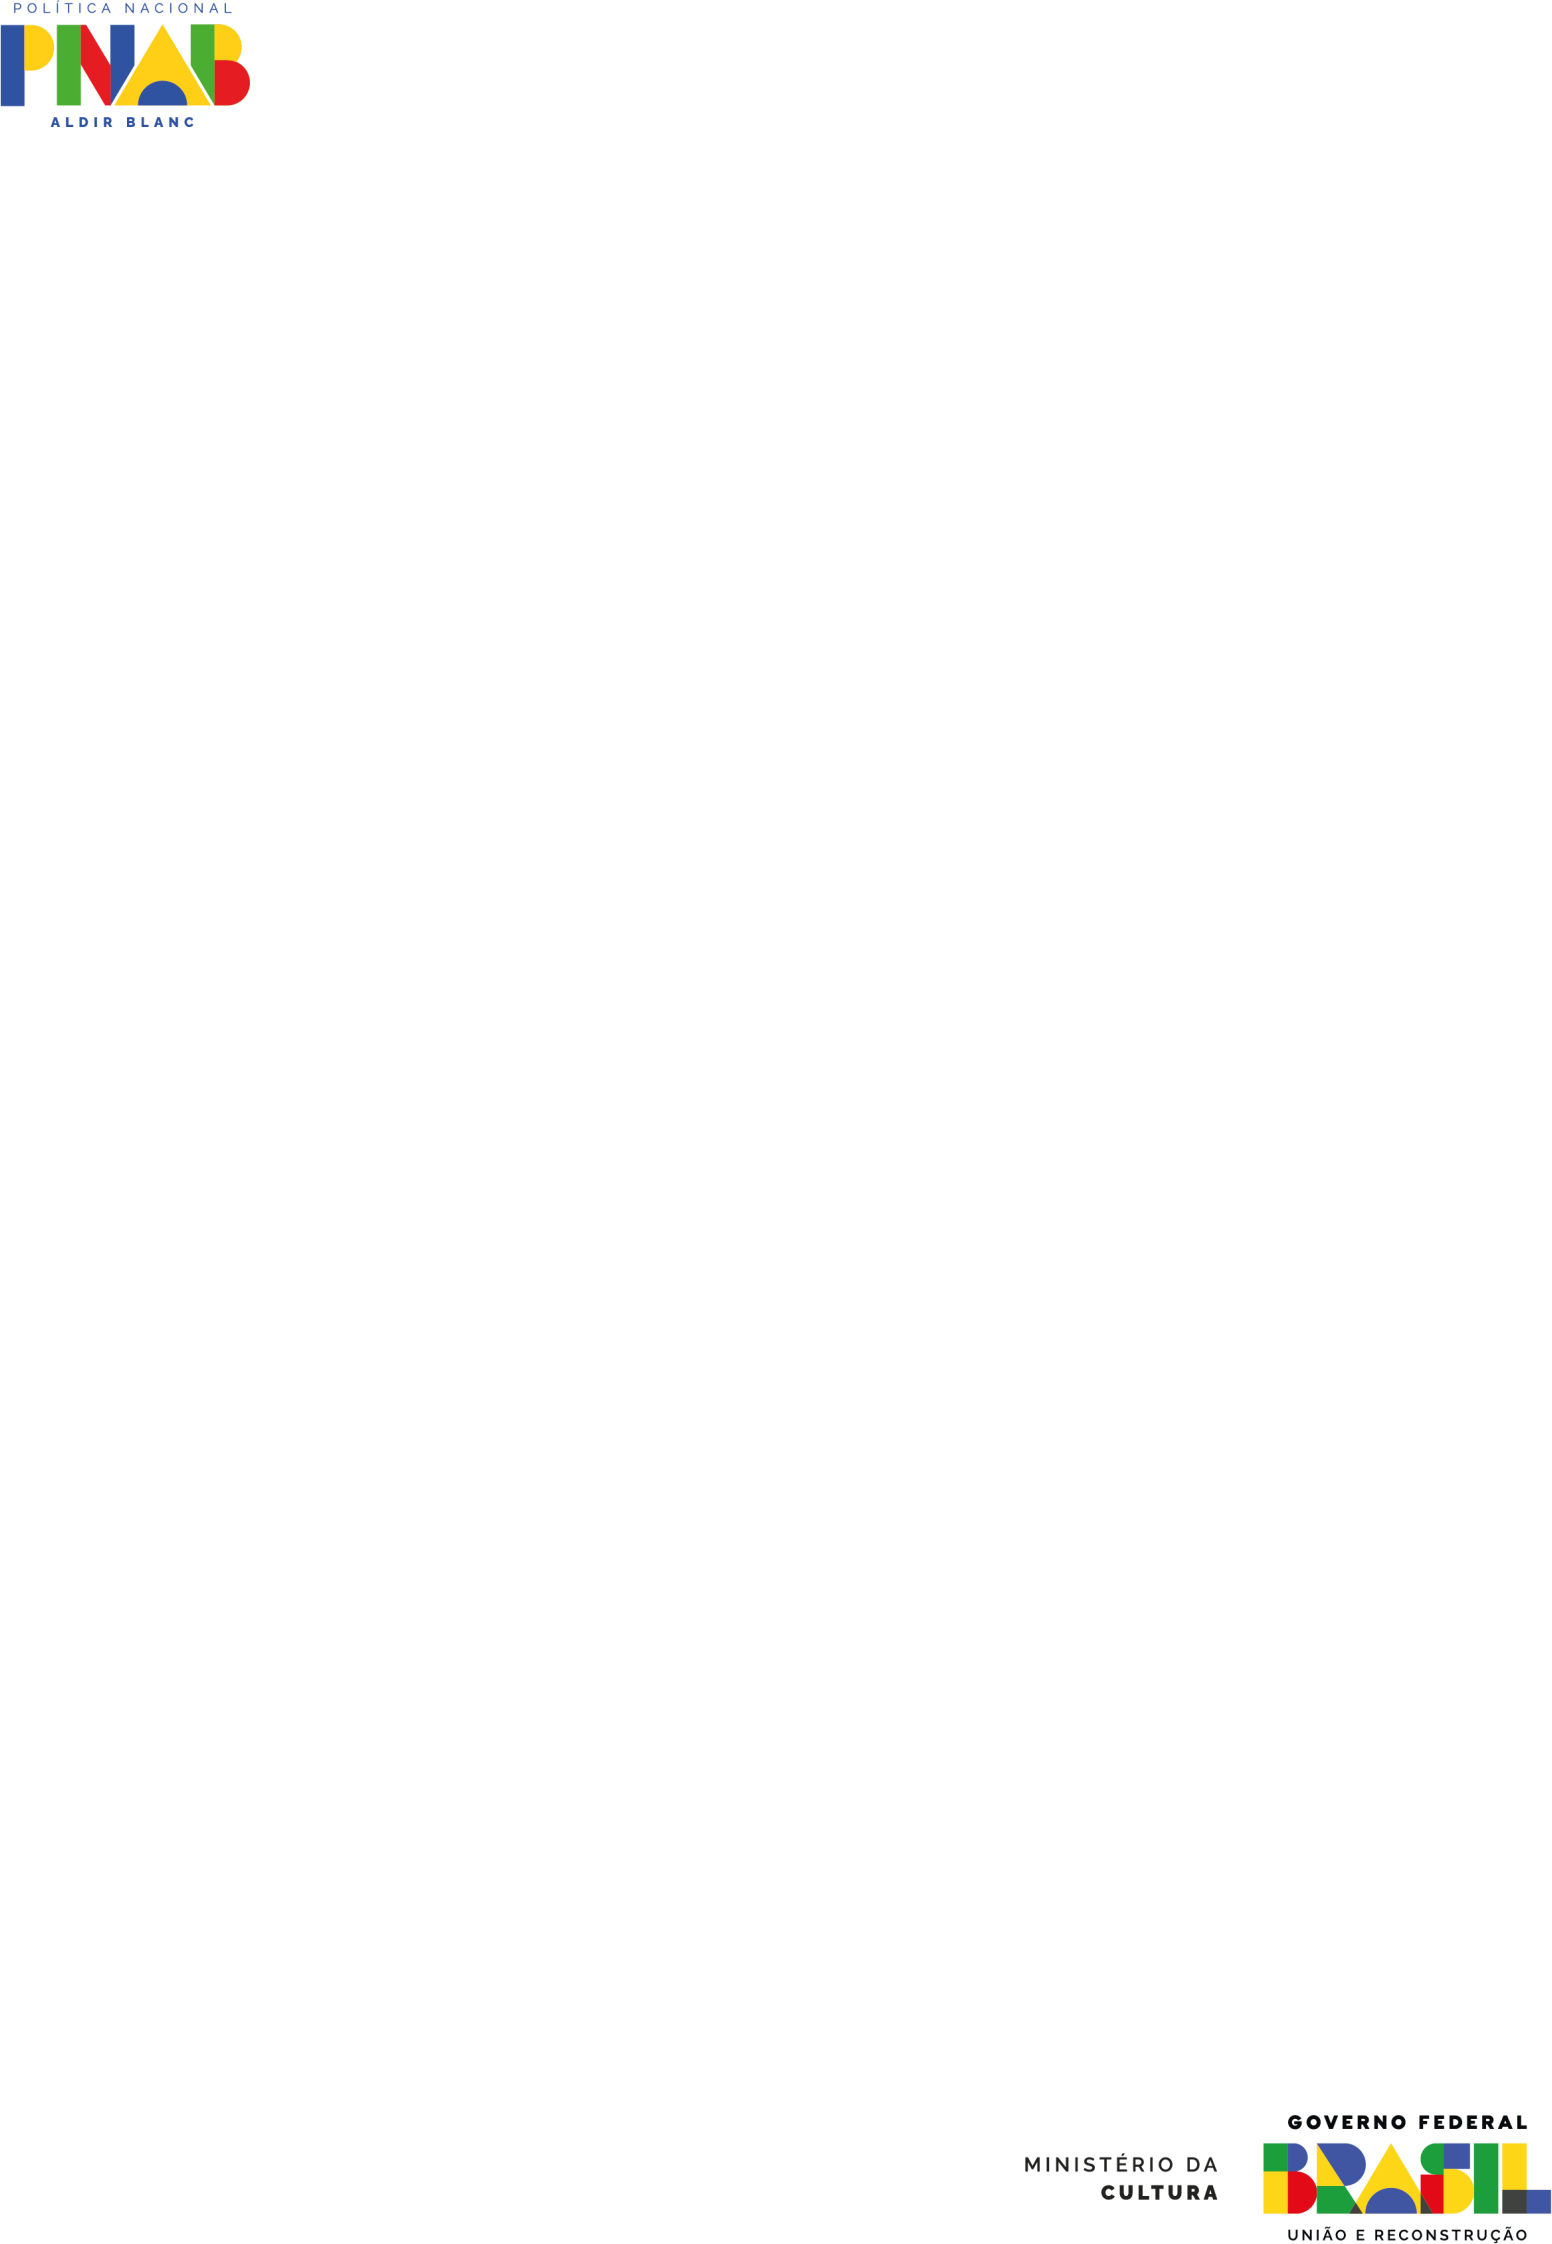 POLÍTICA NACIONAL
PNAB
ALDIR BLANC
GOVERNO FEDERAL
MINISTÉRIO DA
CULTURA
BRASIL
UNIÃO E RECONSTRUÇÃO